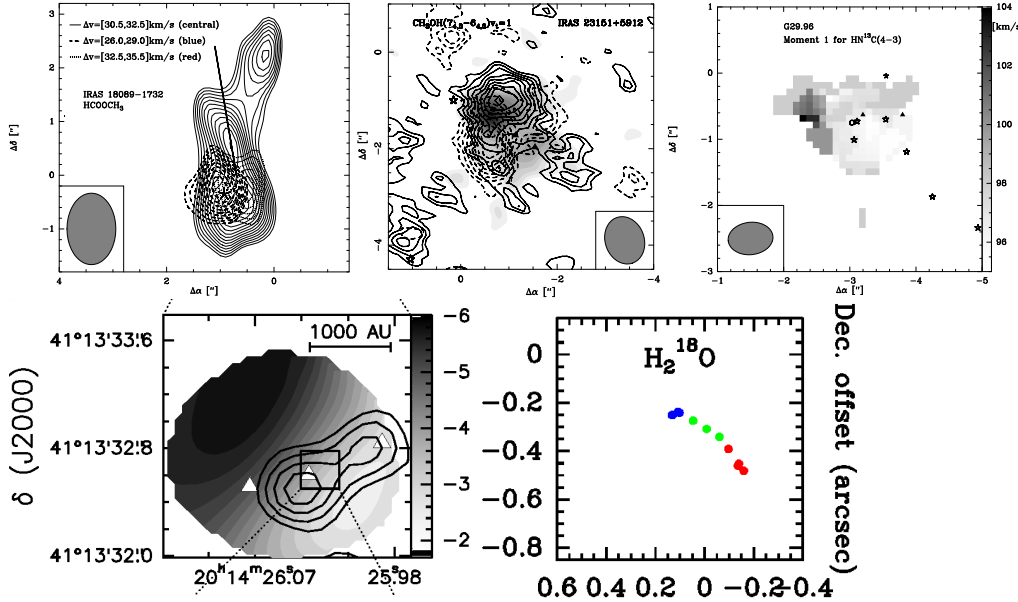 Δv=[30.5,32.5]km/s (central)
Δv=[26.0,29.0]km/s (blue)
Δv=[32.5,35.5]km/s (red)
IRAS 18089-1732
HCOOCH3
3
2
1
0
-1
Δδ ["]
2
0
Δα ["]
IRAS 23151+5912
0
-2
-4
Δδ ["]
2
0
-2
-4
Δα ["]
G29.96
Moment 1 for HN¹³C(4-3)
1
0
-1
-2
-3
Δδ ["]
-1
-2
-3
-4
-5
Δα ["]
104
[km/s]
102
100
98
96
1000 AU
41°13'33.''6
41°13'32.''8
41°13'32.''0
δ (J2000)
20ʰ14ᵐ26ˢ.07
25ˢ.98
-6
-5
-4
-3
-2
H₂¹⁸O
0
-0.2
-0.4
-0.6
-0.8
0.6 0.4 0.2 0 -0.2 -0.4
Dec. offset (arcsec)